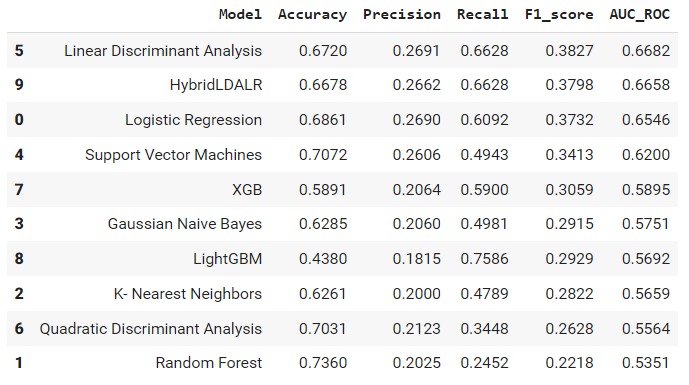 Model Accuracy Precision Recall F1_score AUC_ROC
5 Linear Discriminant Analysis 0.6720 0.2691 0.6628 0.3827 0.6682
9 HybridLDALR 0.6678 0.2662 0.6628 0.3798 0.6658
0 Logistic Regression 0.6861 0.2690 0.6092 0.3732 0.6546
4 Support Vector Machines 0.7072 0.2606 0.4943 0.3413 0.6200
7 XGB 0.5891 0.2064 0.5900 0.3059 0.5895
3 Gaussian Naive Bayes 0.6285 0.2060 0.4981 0.2915 0.5751
8 LightGBM 0.4380 0.1815 0.7586 0.2929 0.5692
2 K- Nearest Neighbors 0.6261 0.2000 0.4789 0.2822 0.5659
6 Quadratic Discriminant Analysis 0.7031 0.2123 0.3448 0.2628 0.5564
1 Random Forest 0.7360 0.2025 0.2452 0.2218 0.5351